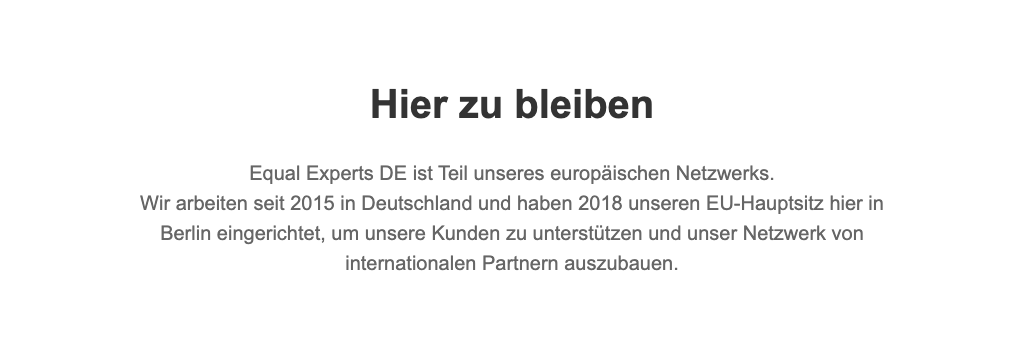 Hier zu bleiben
Equal Experts DE ist Teil unseres europäischen Netzwerks.
Wir arbeiten seit 2015 in Deutschland und haben 2018 unseren EU-Hauptsitz hier in
Berlin eingerichtet, um unsere Kunden zu unterstützen und unser Netzwerk von
internationalen Partnern auszubauen.